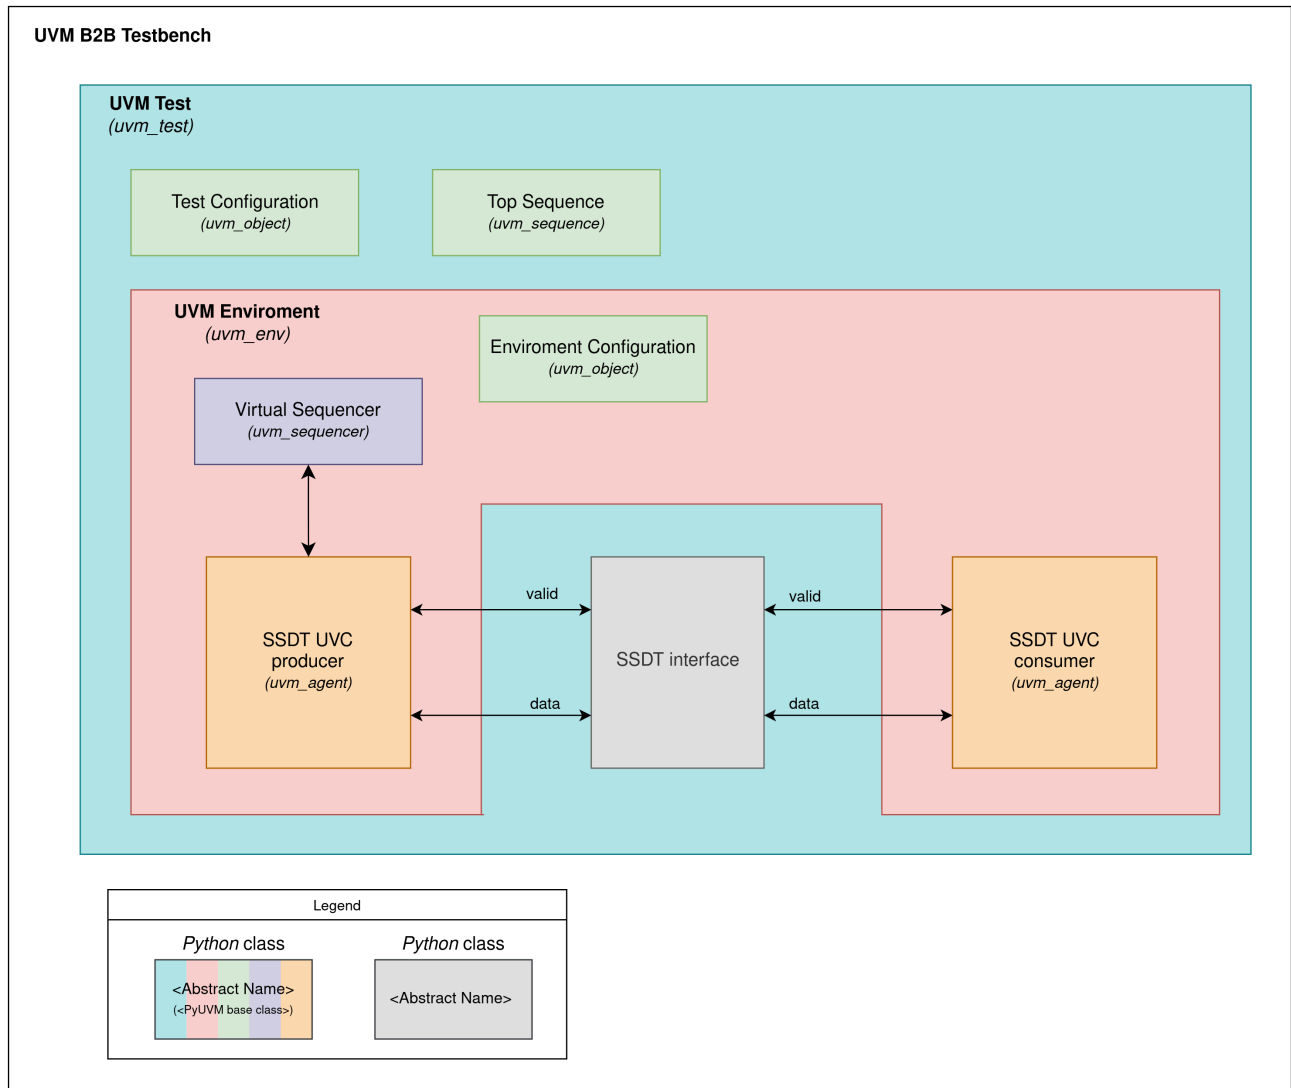 UVM B2B Testbench
UVM Test
(uvm_test)
Test Configuration
(uvm_object)
Top Sequence
(uvm_sequence)
UVM Enviroment
(uvm_env)
Enviroment Configuration
(uvm_object)
Virtual Sequencer
(uvm_sequencer)
SSDT UVC
producer
(uvm_agent)
valid
data
SSDT interface
valid
data
SSDT UVC
consumer
(uvm_agent)
Legend
Python class
<Abstract Name>
(<PyUVM base class>)
Python class
<Abstract Name>